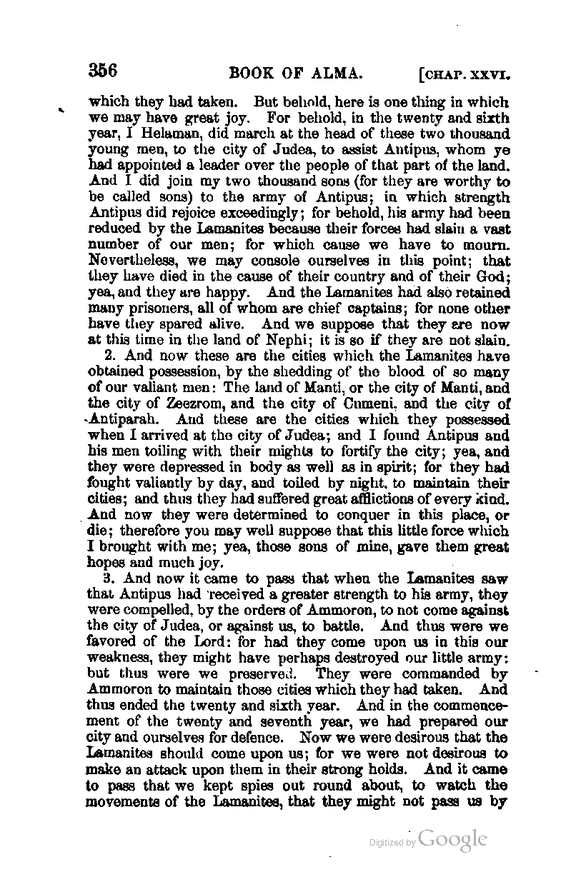 356 BOOK OF ALMA. [CHAP. XXVI.
which they had taken. But behold, here is one thing in which
we may have great joy. For behold, in the twenty and sixth
year, I Helaman, did march at the head of these two thousand
young men, to the city of Judea, to assist Antipus, whom ye
had appointed a leader over the people of that part of the land.
And I did join my two thousand sons (for they are worthy to
be called sons) to the army of Antipus; in which strength
Antipus did rejoice exceedingly; for behold, his army had been
reduced by the Lamanites because their forces had slain a vast
number of our men; for which cause we have to mourn.
Nevertheless, we may console ourselves in this point; that
they have died in the cause of their country and of their God;
yea, and they are happy. And the Lamanites had also retained
many prisoners, all of whom are chief captains; for none other
have they spared alive. And we suppose that they are now
at this time in the land of Nephi; it is so if they are not slain.
2. And now these are the cities which the Lamanites have
obtained possession, by the shedding of the blood of so many
of our valiant men: The land of Manti, or the city of Manti, and
the city of Zeezrom, and the city of Cumeni, and the city of
Antiparah. And these are the cities which they possessed
when I arrived at the city of Judea; and I found Antipus and
his men toiling with their mights to fortify the city; yea, and
they were depressed in body as well as in spirit; for they had
fought valiantly by day, and toiled by night, to maintain their
cities; and thus they had suffered great afflictions of every kind.
And now they were determined to conquer in this place, or
die; therefore you may well suppose that this little force which
I brought with me; yea, those sons of mine, gave them great
hopes and much joy.
3. And now it came to pass that when the Lamanites saw
that Antipus had received a greater strength to his army, they
were compelled, by the orders of Ammoron, to not come against
the city of Judea, or against us, to battle. And thus were we
favored of the Lord: for had they come upon us in this our
weakness, they might have perhaps destroyed our little army:
but thus were we preserved. They were commanded by
Ammoron to maintain those cities which they had taken. And
thus ended the twenty and sixth year. And in the commence-
ment of the twenty and seventh year, we had prepared our
city and ourselves for defence. Now we were desirous that the
Lamanites should come upon us; for we were not desirous to
make an attack upon them in their strong holds. And it came
to pass that we kept spies out round about, to watch the
movements of the Lamanites, that they might not pass us by
Digitized by Google